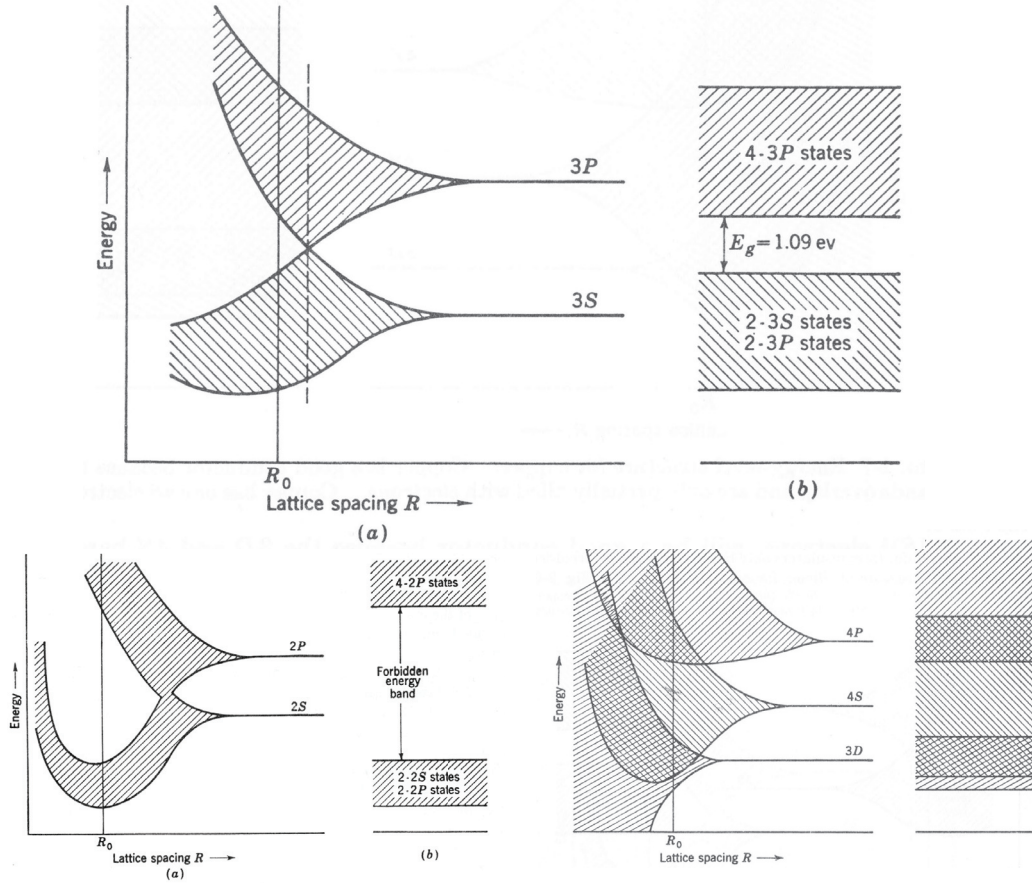 3P
4·3P states
Energy
E_g = 1.09 ev
3S
2·3S states
2·3P states
R₀
Lattice spacing R
(a)
(b)
4·2P states
2P
Forbidden
energy
band
Energy
2S
2·2S states
2·2P states
R₀
Lattice spacing R
(a)
(b)
4P
4S
Energy
3D
R₀
Lattice spacing R